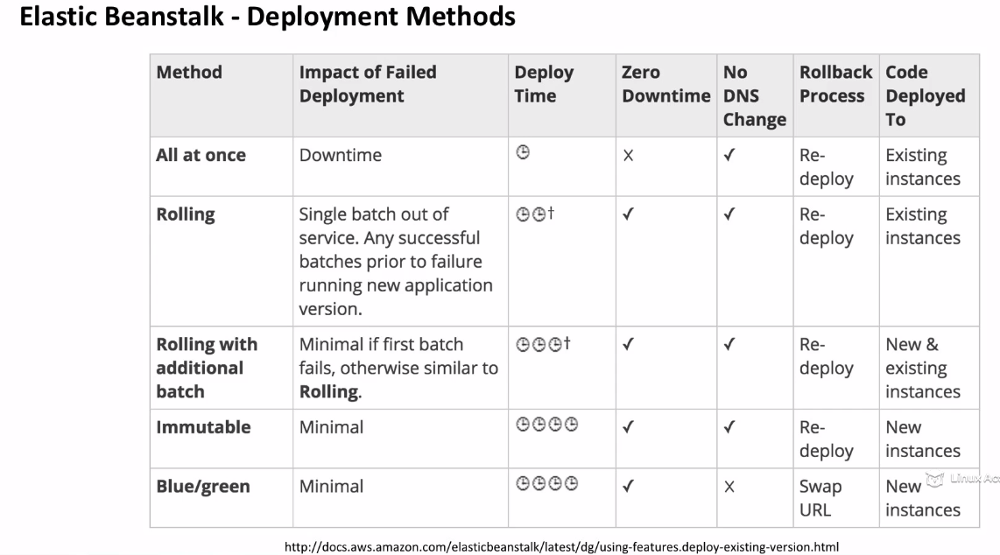 Elastic Beanstalk - Deployment Methods
Method
Impact of Failed
Deployment
Deploy
Time
Zero
Downtime
No
DNS
Change
Rollback
Process
Code
Deployed
To
All at once
Downtime
X
✓
Re-
deploy
Existing
instances
Rolling
Single batch out of
service. Any successful
batches prior to failure
running new application
version.
†
✓
✓
Re-
deploy
Existing
instances
Rolling with
additional
batch
Minimal if first batch
fails, otherwise similar to
Rolling.
†
✓
✓
Re-
deploy
New &
existing
instances
Immutable
Minimal
✓
✓
Re-
deploy
New
instances
Blue/green
Minimal
✓
X
Swap
URL
New
instances
Linux
http://docs.aws.amazon.com/elasticbeanstalk/latest/dg/using-features.deploy-existing-version.html